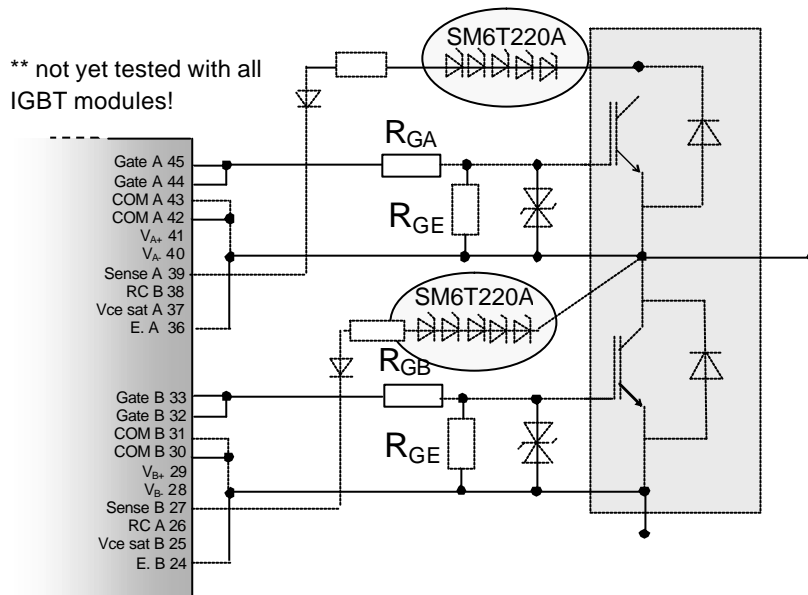 SM6T220A
** not yet tested with all
IGBT modules!
RGA
Gate A 45
Gate A 44
COM A 43
COM A 42
VA+ 41
VA- 40
Sense A 39
RC B 38
Vce sat A 37
E. A 36
RGE
SM6T220A
RGB
Gate B 33
Gate B 32
COM B 31
COM B 30
VB+ 29
VB- 28
Sense B 27
RC A 26
Vce sat B 25
E. B 24
RGE